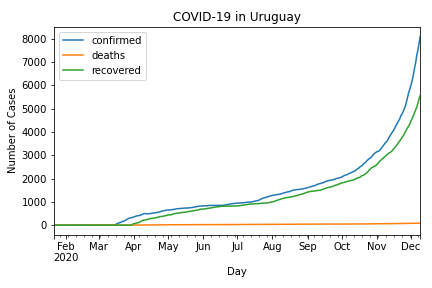 COVID-19 in Uruguay
confirmed
deaths
recovered
Number of Cases
8000
7000
6000
5000
4000
3000
2000
1000
0
Feb Mar Apr May Jun Jul Aug Sep Oct Nov Dec
2020
Day